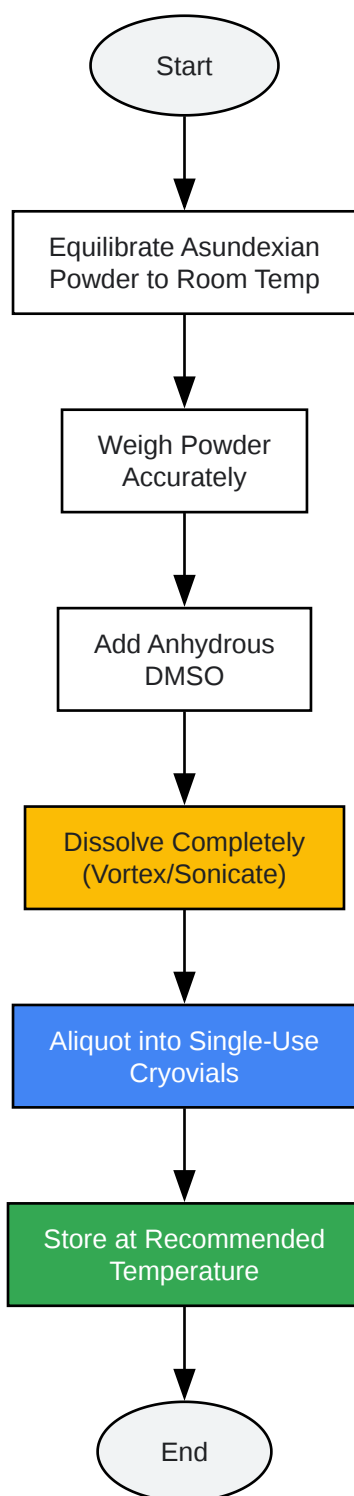 Start
Equilibrate Asundexian
Powder to Room Temp
Weigh Powder
Accurately
Add Anhydrous
DMSO
Dissolve Completely
(Vortex/Sonicate)
Aliquot into Single-Use
Cryovials
Store at Recommended
Temperature
End